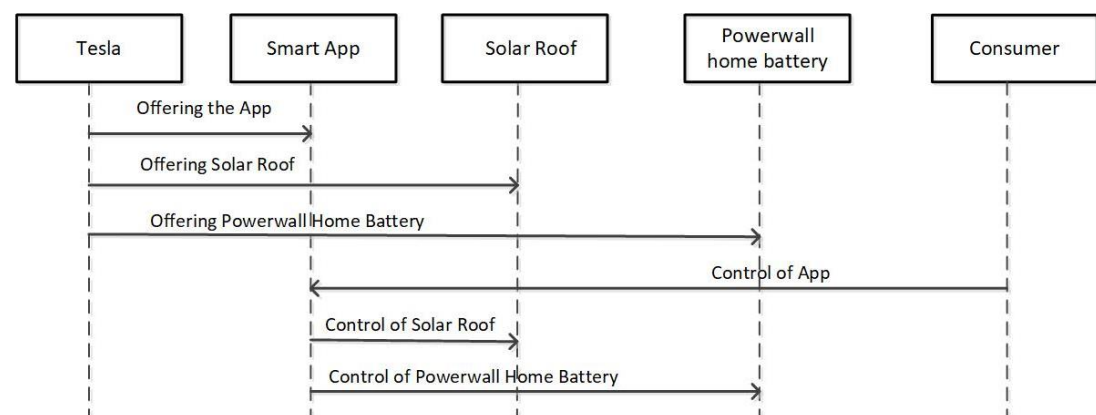 Tesla
Smart App
Solar Roof
Powerwall
home battery
Consumer
Offering the App
Offering Solar Roof
Offering Powerwall Home Battery
Control of App
Control of Solar Roof
Control of Powerwall Home Battery